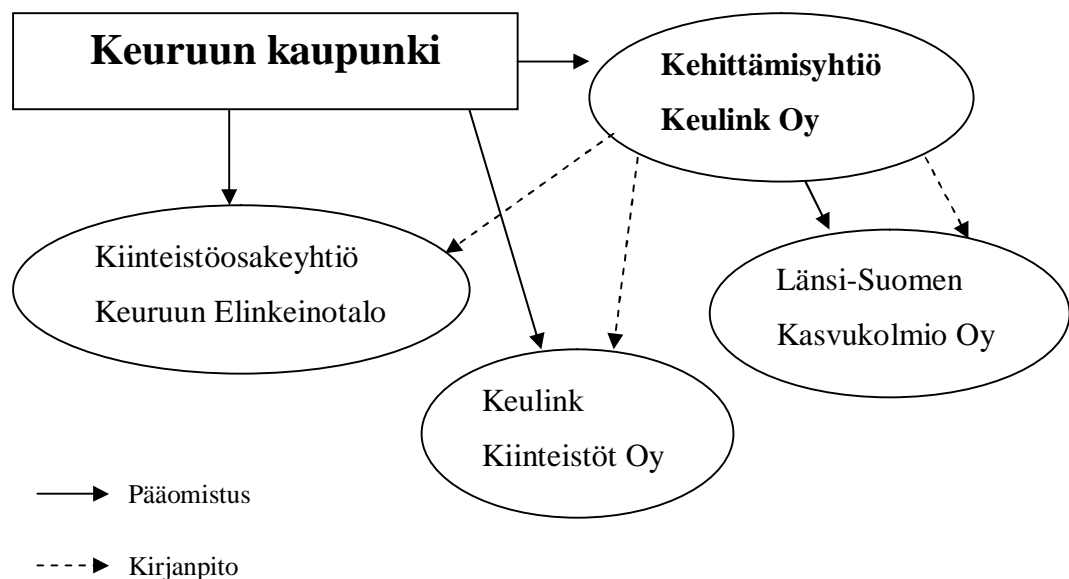 Keuruun kaupunki
Kehittämisyhtiö
Keulink Oy
Kiinteistöosakeyhtiö
Keuruun Elinkeinotalo
Länsi-Suomen
Kasvukolmio Oy
Keulink
Kiinteistöt Oy
Pääomistus
Kirjanpito